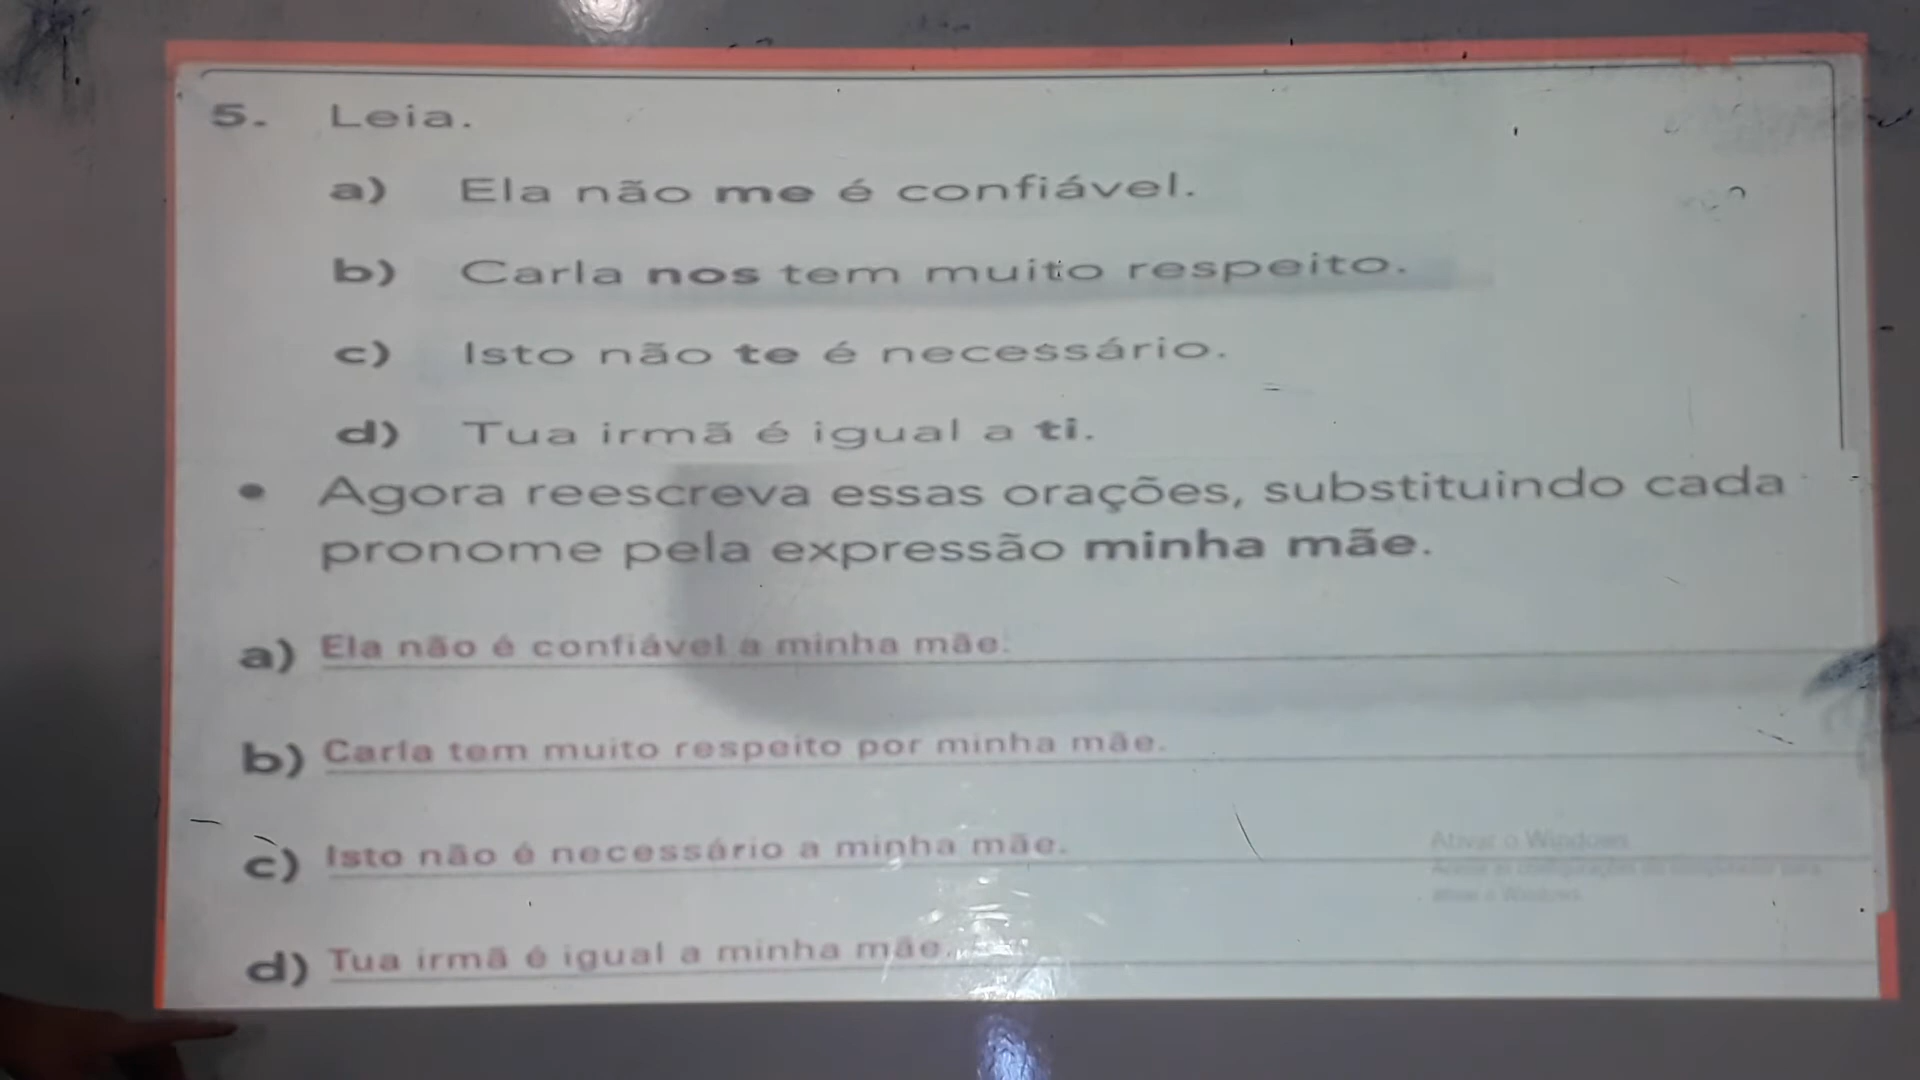 5. Leia.
a) Ela não me é confiável.
b) Carla nos tem muito respeito.
c) Isto não te é necessário.
d) Tua irmã é igual a ti.
• Agora reescreva essas orações, substituindo cada
pronome pela expressão minha mãe.
a) Ela não é confiável a minha mãe.
b) Carla tem muito respeito por minha mãe.
c) Isto não é necessário a minha mãe.
d) Tua irmã é igual a minha mãe.
Ativar o Windows
ativar o Windows.